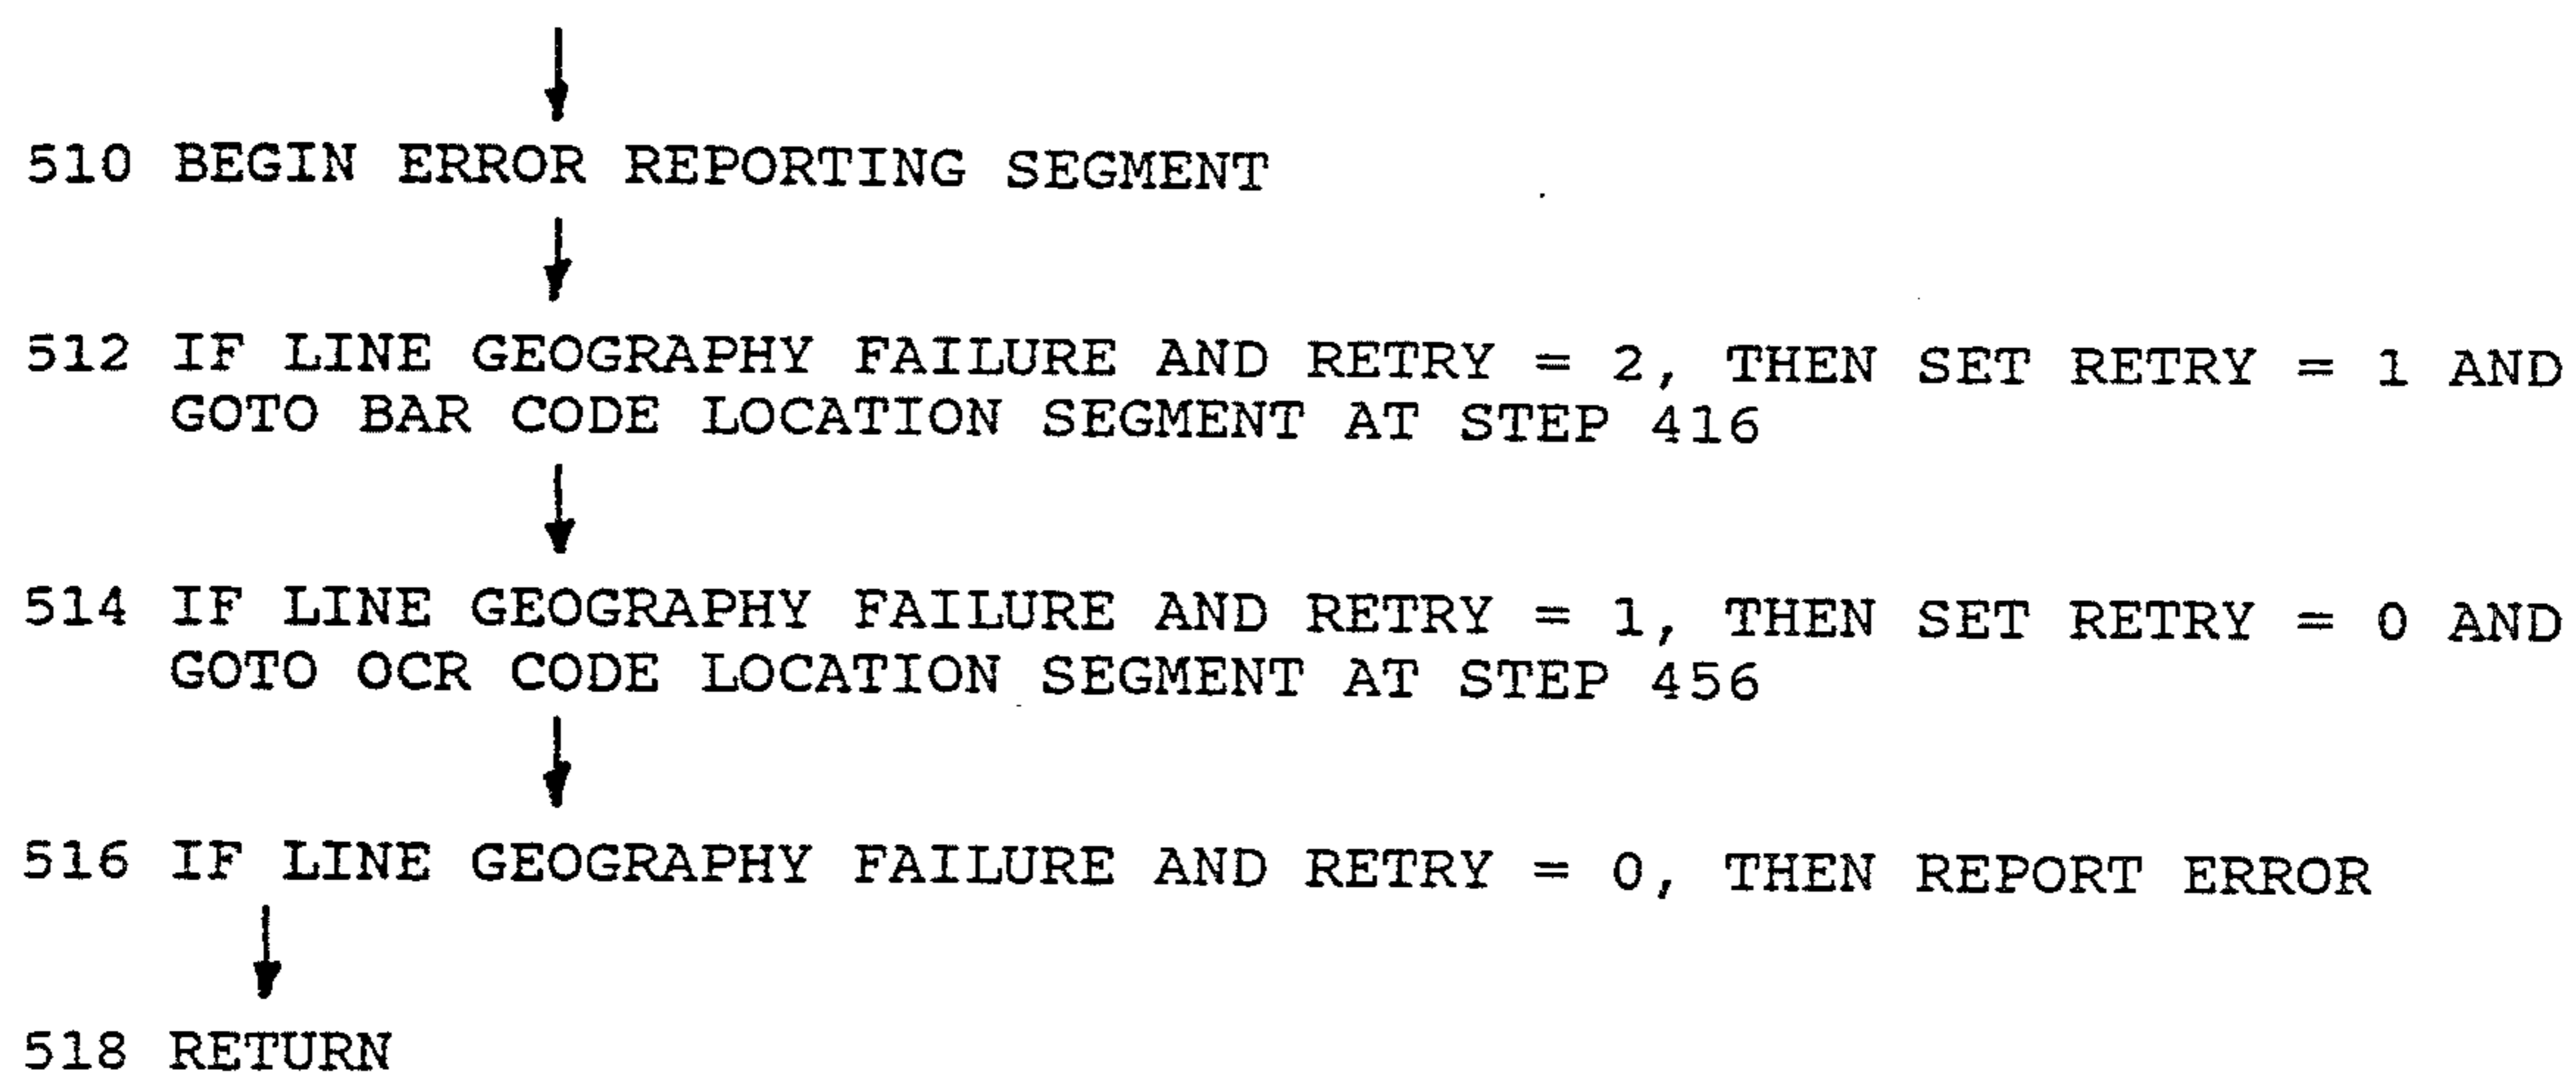 510 BEGIN ERROR REPORTING SEGMENT
512 IF LINE GEOGRAPHY FAILURE AND RETRY = 2, THEN SET RETRY = 1 AND
GOTO BAR CODE LOCATION SEGMENT AT STEP 416
514 IF LINE GEOGRAPHY FAILURE AND RETRY = 1, THEN SET RETRY = 0 AND
GOTO OCR CODE LOCATION SEGMENT AT STEP 456
516 IF LINE GEOGRAPHY FAILURE AND RETRY = 0, THEN REPORT ERROR
518 RETURN